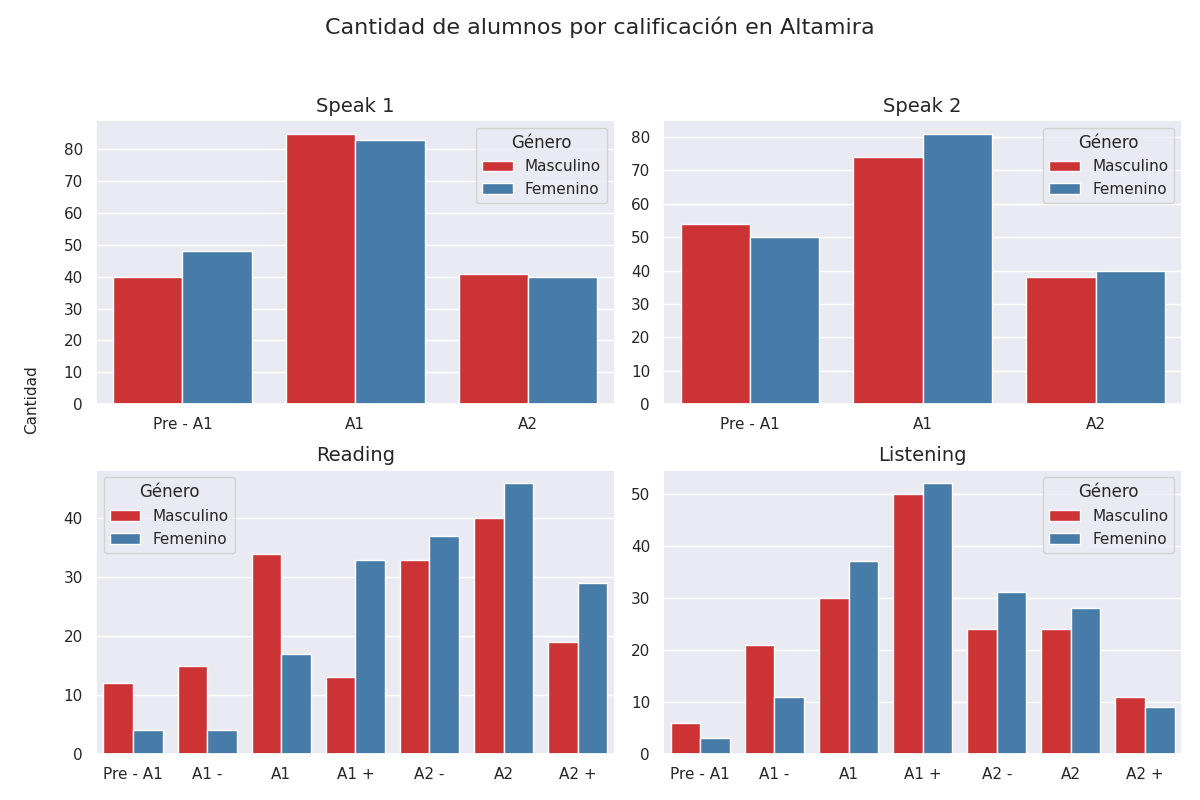 Cantidad de alumnos por calificación en Altamira
Cantidad
Speak 1
80
70
60
50
40
30
20
10
0
Género
Masculino
Femenino
Pre - A1 A1 A2
Speak 2
80
70
60
50
40
30
20
10
0
Género
Masculino
Femenino
Pre - A1 A1 A2
Reading
40
30
20
10
0
Género
Masculino
Femenino
Pre - A1 A1 - A1 A1 + A2 - A2 A2 +
Listening
50
40
30
20
10
0
Género
Masculino
Femenino
Pre - A1 A1 - A1 A1 + A2 - A2 A2 +